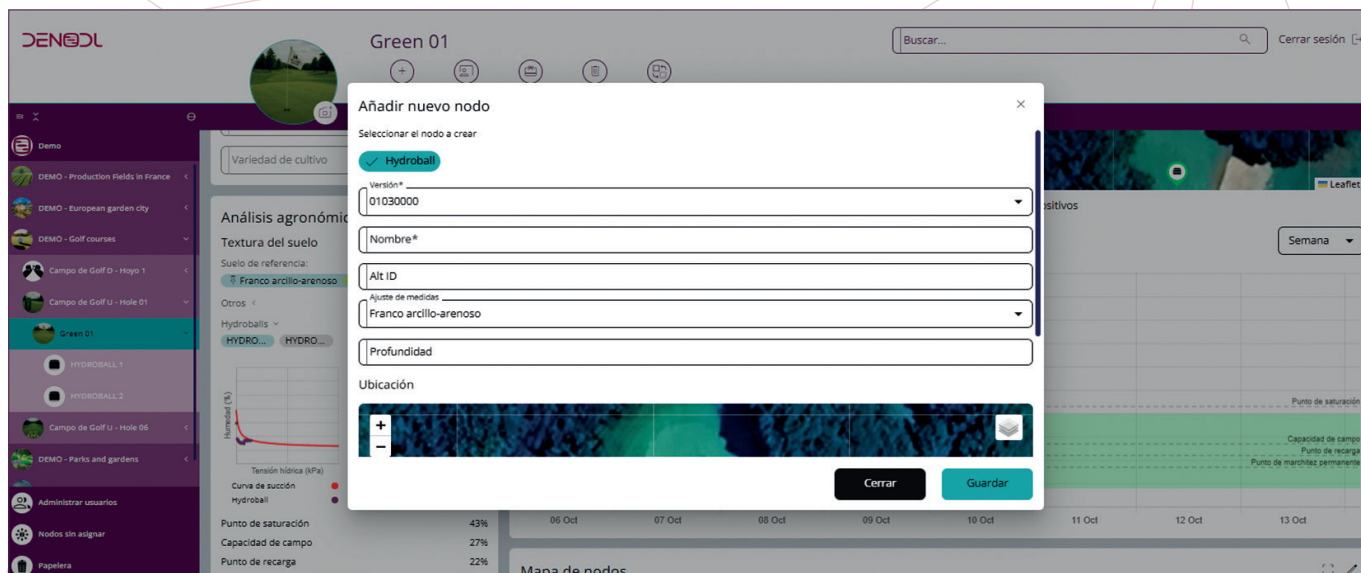 DENODL
Green 01
Buscar...
Cerrar sesión
Añadir nuevo nodo
Seleccionar el nodo a crear
Hydroball
Versión*
01030000
Nombre*
Alt ID
Ajuste de medidas
Franco arcillo-arenoso
Profundidad
Ubicación
+
−
Cerrar
Guardar
Demo
DEMO - Production Fields in France
DEMO - European garden city
DEMO - Golf courses
Campo de Golf D - Hoyo 1
Campo de Golf U - Hole 01
Green 01
HYDROBALL 1
HYDROBALL 2
Campo de Golf U - Hole 06
DEMO - Parks and gardens
Administrar usuarios
Nodos sin asignar
Papelera
Variedad de cultivo
Análisis agronómic
Textura del suelo
Suelo de referencia:
Franco arcillo-arenoso
Otros
Hydroballs
HYDRO... HYDRO...
Humedad (%)
Tensión hídrica (kPa)
Curva de succión
Hydroball
Punto de saturación 43%
Capacidad de campo 27%
Punto de recarga 22%
Leaflet
ositivos
Semana
Punto de saturación
Capacidad de campo
Punto de recarga
Punto de marchitez permanente
06 Oct 07 Oct 08 Oct 09 Oct 10 Oct 11 Oct 12 Oct 13 Oct
Mapa de nodos